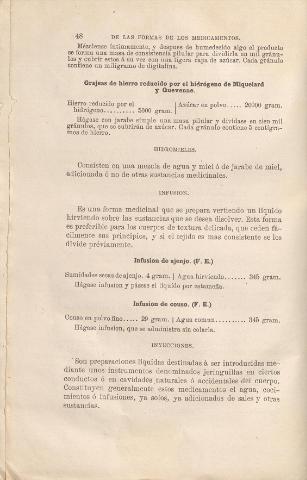 48 DE LAS FORMAS DE LOS MEDICAMENTOS.
Mézclense íntimamente, y despues de humedecido algo el producto
se forma una masa de consistencia pilular para dividirla en mil gránu-
los y cubrir estos á su vez con una ligera capa de azúcar. Cada gránulo
contiene un miligramo de digitalina.
Grajeas de hierro reducido por el hidrógeno de Miquelard
y Quevenne.
Hierro reducido por el | Azúcar en polvo..... 20000 gram.
hidrógeno........... 5000 gram. |
Hágase con jarabe simple una masa pilular y divídase en cien mil
gránulos, que se cubrirán de azúcar. Cada gránulo contiene 5 centígra-
mos de hierro.
HIDROMIELES.
Consisten en una mezcla de agua y miel ó de jarabe de miel,
adicionada ó no de otras sustancias medicinales.
INFUSION.
Es una forma medicinal que se prepara vertiendo un líquido
hirviendo sobre las sustancias que se desea disolver. Esta forma
es preferible para los cuerpos de textura delicada, que ceden fá-
cilmente sus principios, y si el tejido es mas consistente se los
divide préviamente.
Infusion de ajenjo. (F. E.)
Sumidades secas de ajenjo. 4 gram. | Agua hirviendo....... 345 gram.
Hágase infusion y pásese el líquido por estameña.
Infusion de couso. (F. E.)
Couso en polvo fino..... 29 gram. | Agua comun.......... 345 gram.
Hágase infusion, que se administra sin colarla.
INYECCIONES.
Son preparaciones líquidas destinadas á ser introducidas me-
diante unos instrumentos denominados jeringuillas en ciertos
conductos ó en cavidades naturales ó accidentales del cuerpo.
Constituyen generalmente estos medicamentos el agua, coci-
mientos ó infusiones, ya solos, ya adicionados de sales y otras
sustancias.